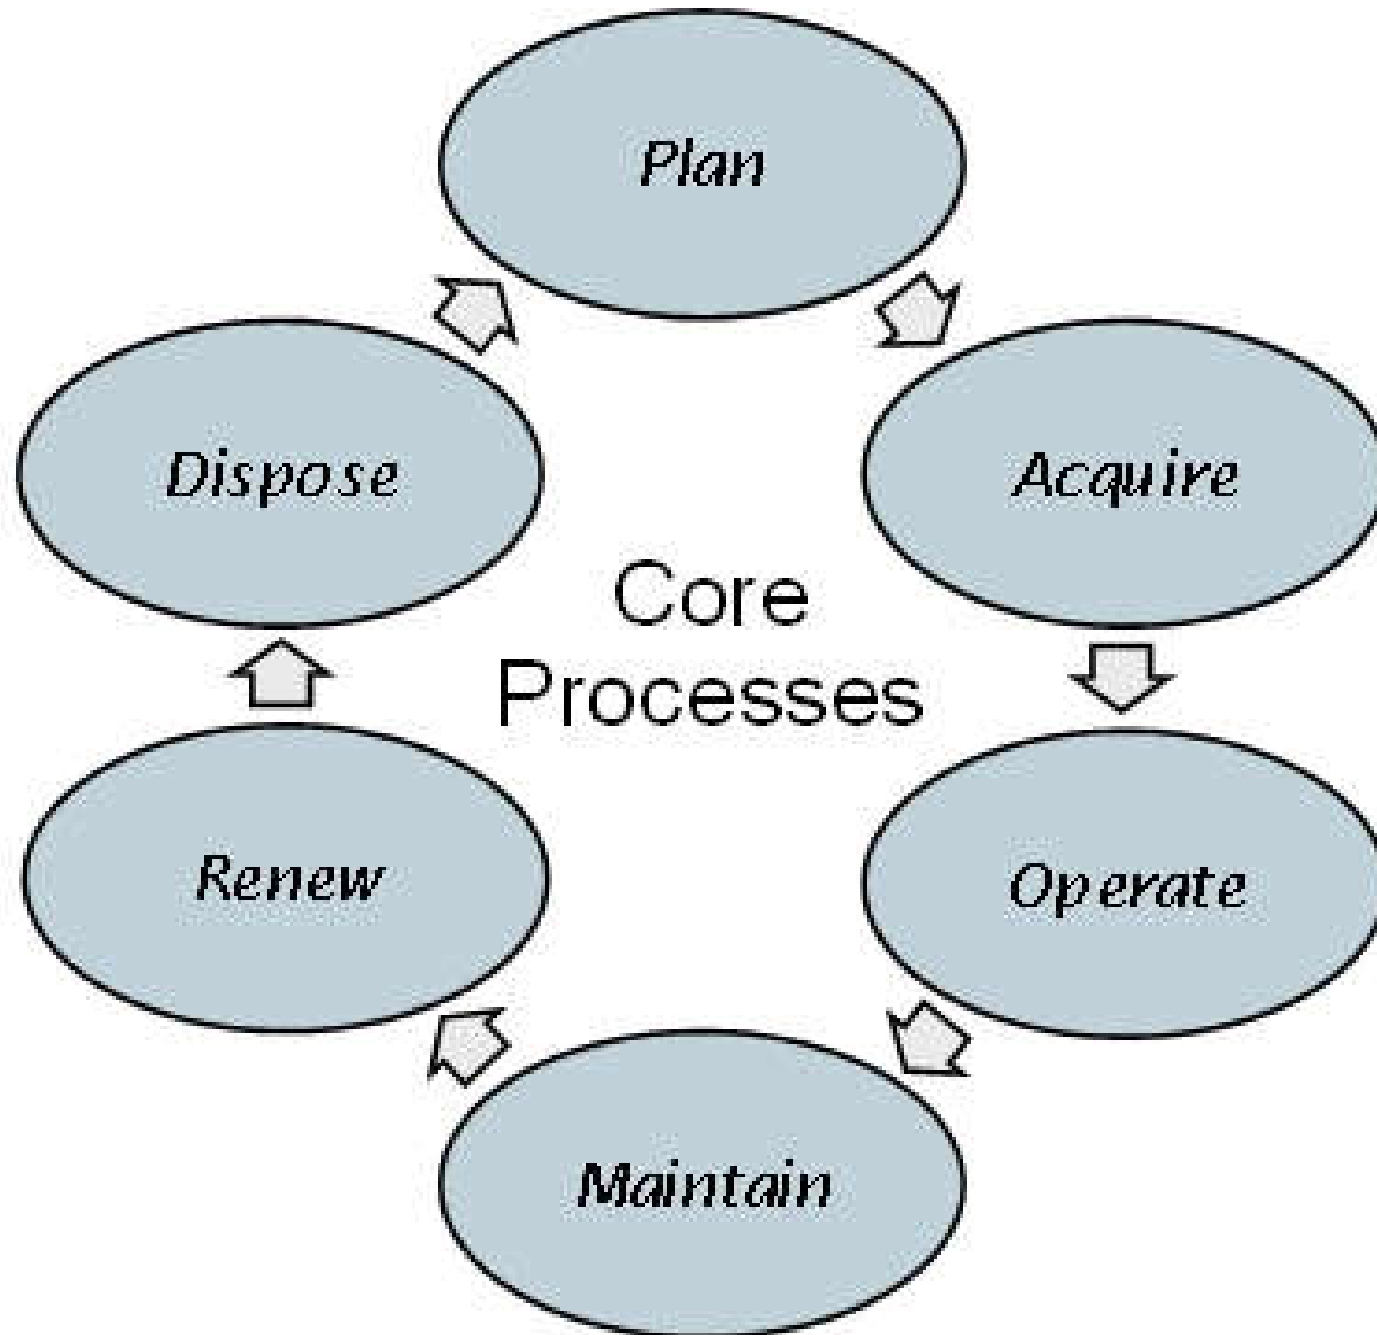 Plan
Acquire
Operate
Maintain
Renew
Dispose
Core
Processes